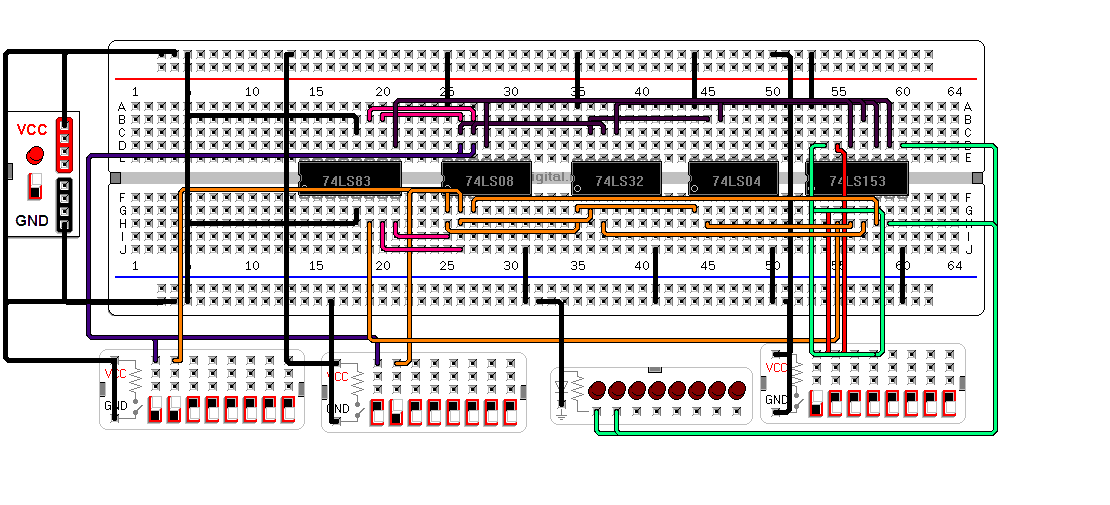 1 5 10 15 20 25 30 35 40 45 50 55 60 64
A A
B B
C C
D D
E E
VCC
GND
74LS83 74LS08 74LS32 74LS04 74LS153
igital.
F F
G G
H H
I I
J J
1 5 10 15 20 25 30 35 40 45 50 55 60 64
VCC
GND
VCC
GND
VCC
GND